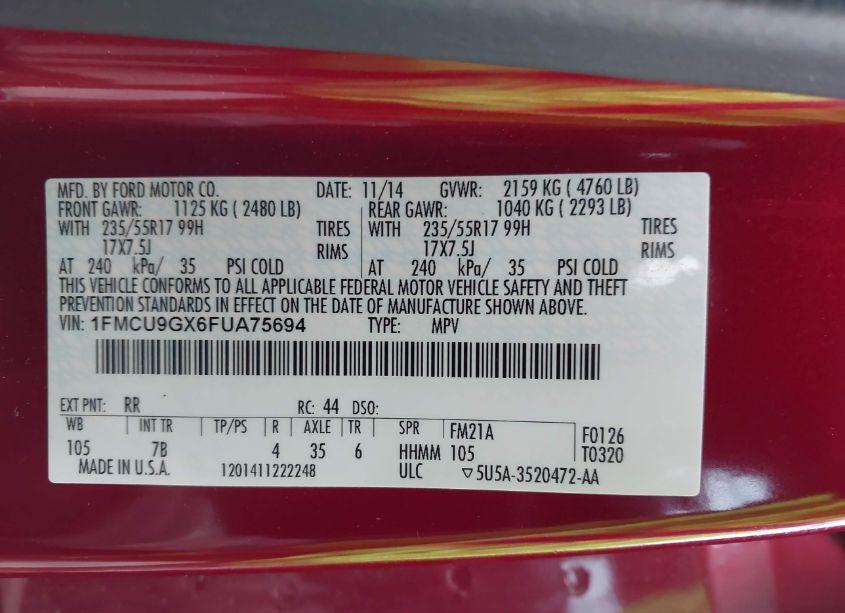 MFD. BY FORD MOTOR CO. DATE: 11/14 GVWR: 2159 KG ( 4760 LB)
FRONT GAWR: 1125 KG ( 2480 LB) REAR GAWR: 1040 KG ( 2293 LB)
WITH 235/55R17 99H TIRES WITH 235/55R17 99H TIRES
17X7.5J RIMS 17X7.5J RIMS
AT 240 kPa/ 35 PSI COLD AT 240 kPa/ 35 PSI COLD
THIS VEHICLE CONFORMS TO ALL APPLICABLE FEDERAL MOTOR VEHICLE SAFETY AND THEFT
PREVENTION STANDARDS IN EFFECT ON THE DATE OF MANUFACTURE SHOWN ABOVE.
VIN: 1FMCU9GX6FUA75694 TYPE: MPV
EXT PNT: RR RC: 44 DSO:
WB INT TR TP/PS R AXLE TR SPR FM21A F0126
105 7B 4 35 6 HHMM 105 T0320
MADE IN U.S.A. 1201411222248 ULC ▽5U5A-3520472-AA